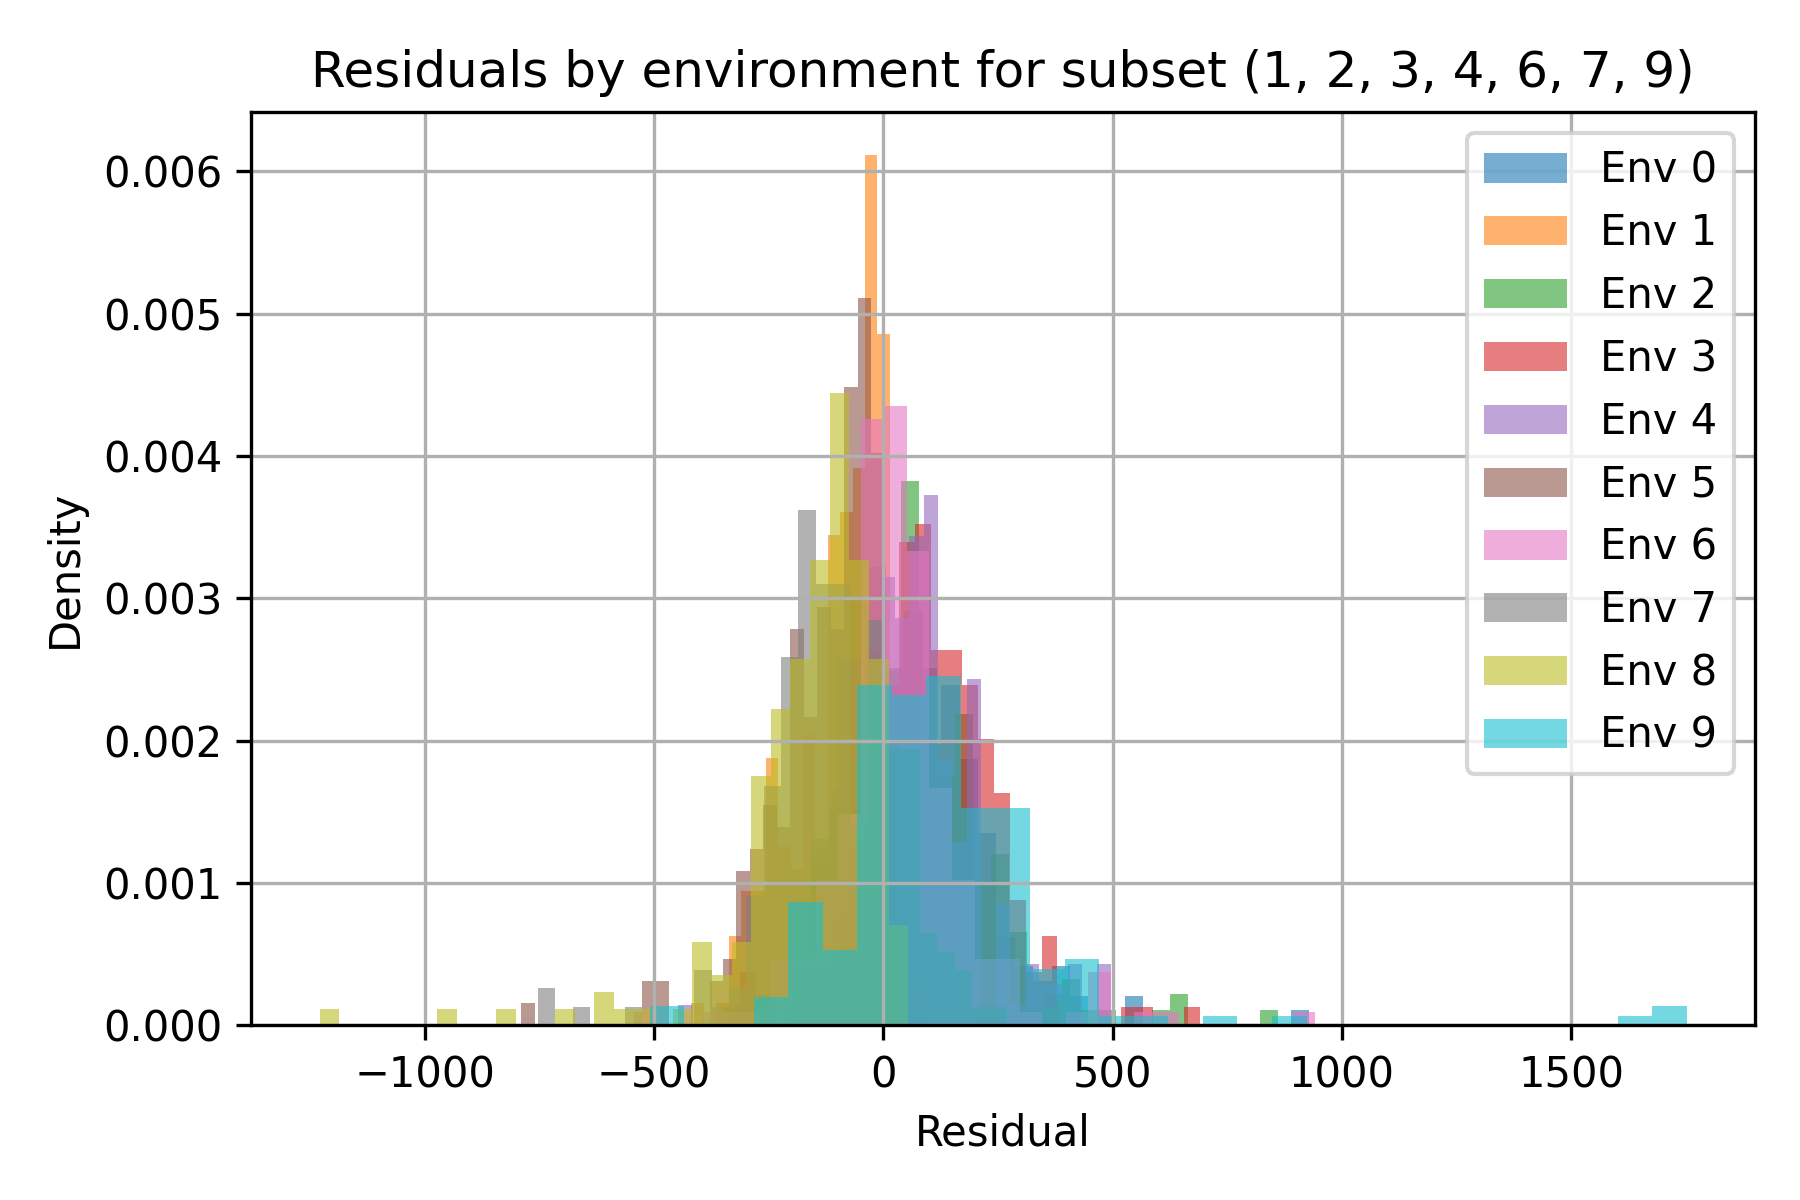 Residuals by environment for subset (1, 2, 3, 4, 6, 7, 9)
Density
0.006
0.005
0.004
0.003
0.002
0.001
0.000
−1000
−500
0
500
1000
1500
Residual
Env 0
Env 1
Env 2
Env 3
Env 4
Env 5
Env 6
Env 7
Env 8
Env 9